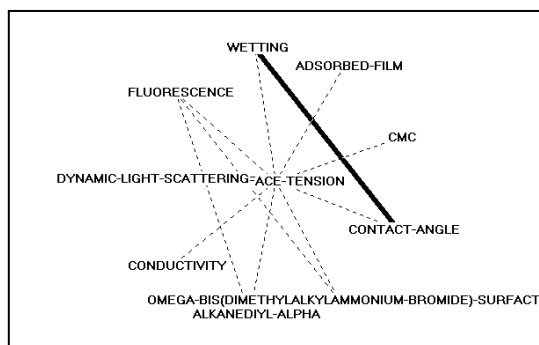 WETTING
ADSORBED-FILM
FLUORESCENCE
CMC
DYNAMIC-LIGHT-SCATTERING ACE-TENSION
CONTACT-ANGLE
CONDUCTIVITY
OMEGA-BIS(DIMETHYLALKYLAMMONIUM-BROMIDE)-SURFACT
ALKANEDIYL-ALPHA